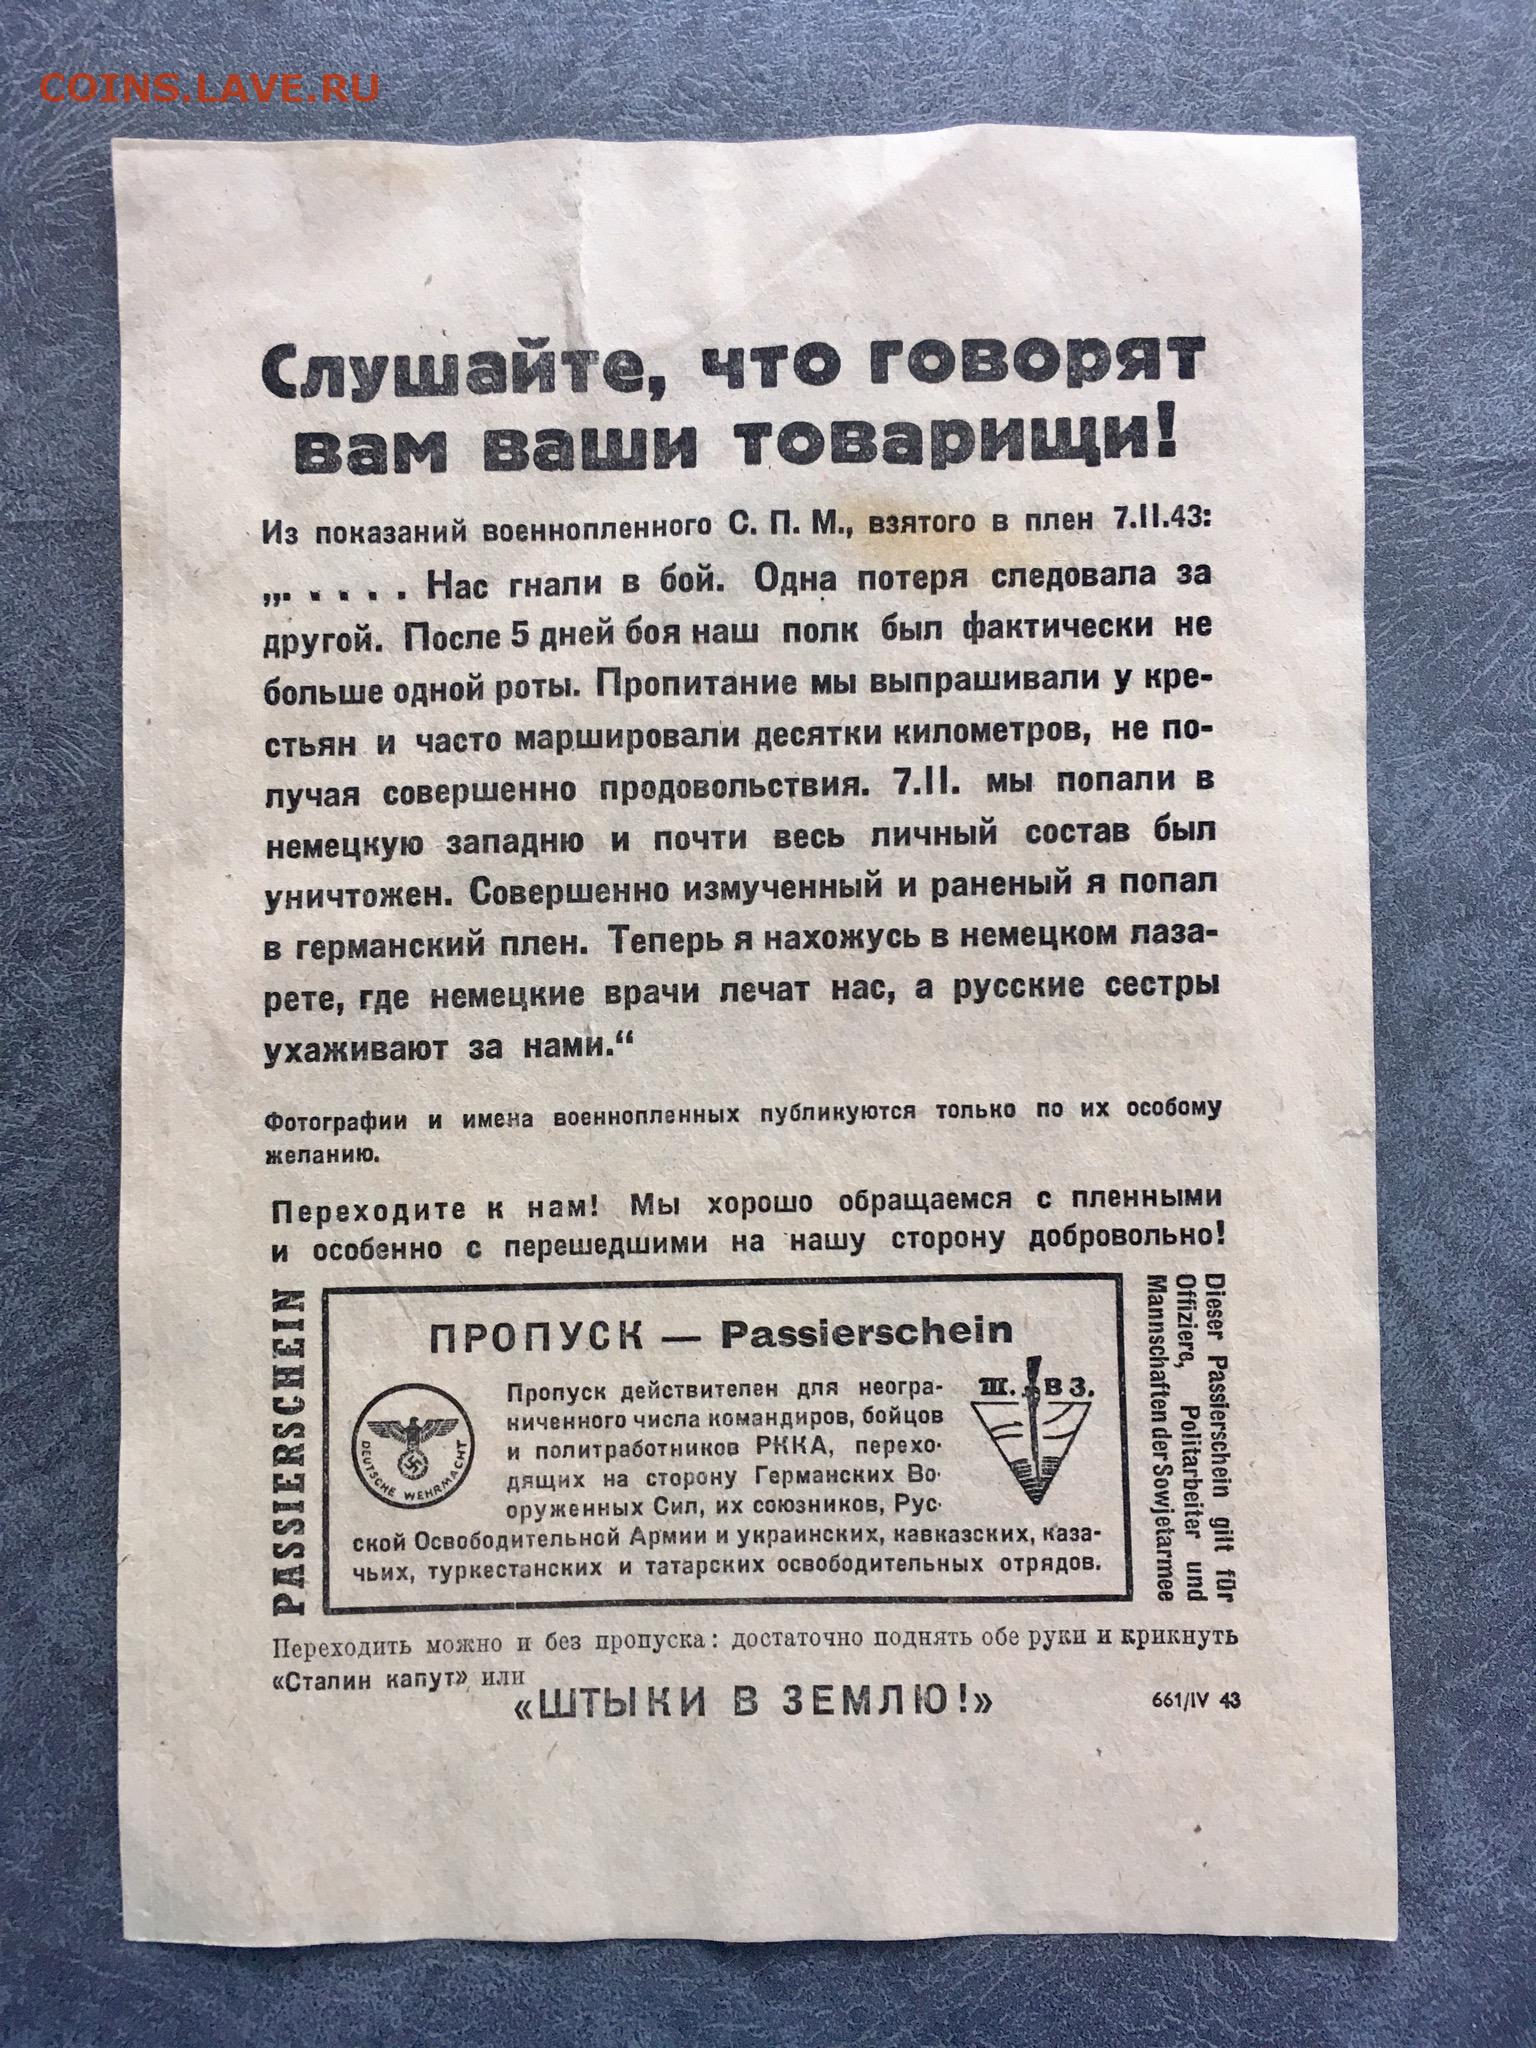 COINS.LAVE.RU
Слушайте, что говорят
вам ваши товарищи!
Из показаний военнопленного С. П. М., взятого в плен 7.II.43:
„. . . . . Нас гнали в бой. Одна потеря следовала за
другой. После 5 дней боя наш полк был фактически не
больше одной роты. Пропитание мы выпрашивали у кре-
стьян и часто маршировали десятки километров, не по-
лучая совершенно продовольствия. 7.II. мы попали в
немецкую западню и почти весь личный состав был
уничтожен. Совершенно измученный и раненый я попал
в германский плен. Теперь я нахожусь в немецком лаза-
рете, где немецкие врачи лечат нас, а русские сестры
ухаживают за нами.“
Фотографии и имена военнопленных публикуются только по их особому
желанию.
Переходите к нам! Мы хорошо обращаемся с пленными
и особенно с перешедшими на нашу сторону добровольно!
PASSIERSCHEIN
ПРОПУСК — Passierschein
DEUTSCHE WEHRMACHT
Пропуск действителен для неогра-
ниченного числа командиров, бойцов
и политработников РККА, перехо-
дящих на сторону Германских Во-
оруженных Сил, их союзников, Рус-
ской Освободительной Армии и украинских, кавказских, каза-
чьих, туркестанских и татарских освободительных отрядов.
Ш. В З.
Dieser Passierschein gilt für
Offiziere, Politarbeiter und
Mannschaften der Sowjetarmee
Переходить можно и без пропуска: достаточно поднять обе руки и крикнуть
«Сталин капут» или
«ШТЫКИ В ЗЕМЛЮ!»
661/IV 43